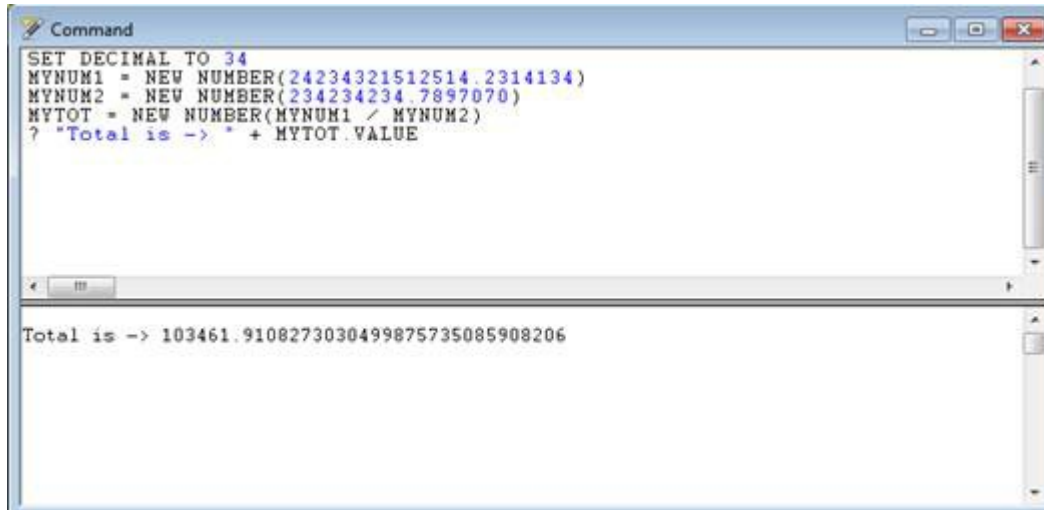 Command
SET DECIMAL TO 34
MYNUM1 = NEW NUMBER(24234321512514.2314134)
MYNUM2 = NEW NUMBER(234234234.7897070)
MYTOT = NEW NUMBER(MYNUM1 / MYNUM2)
? "Total is -> " + MYTOT.VALUE
Total is -> 103461.9108273030499875735085908206